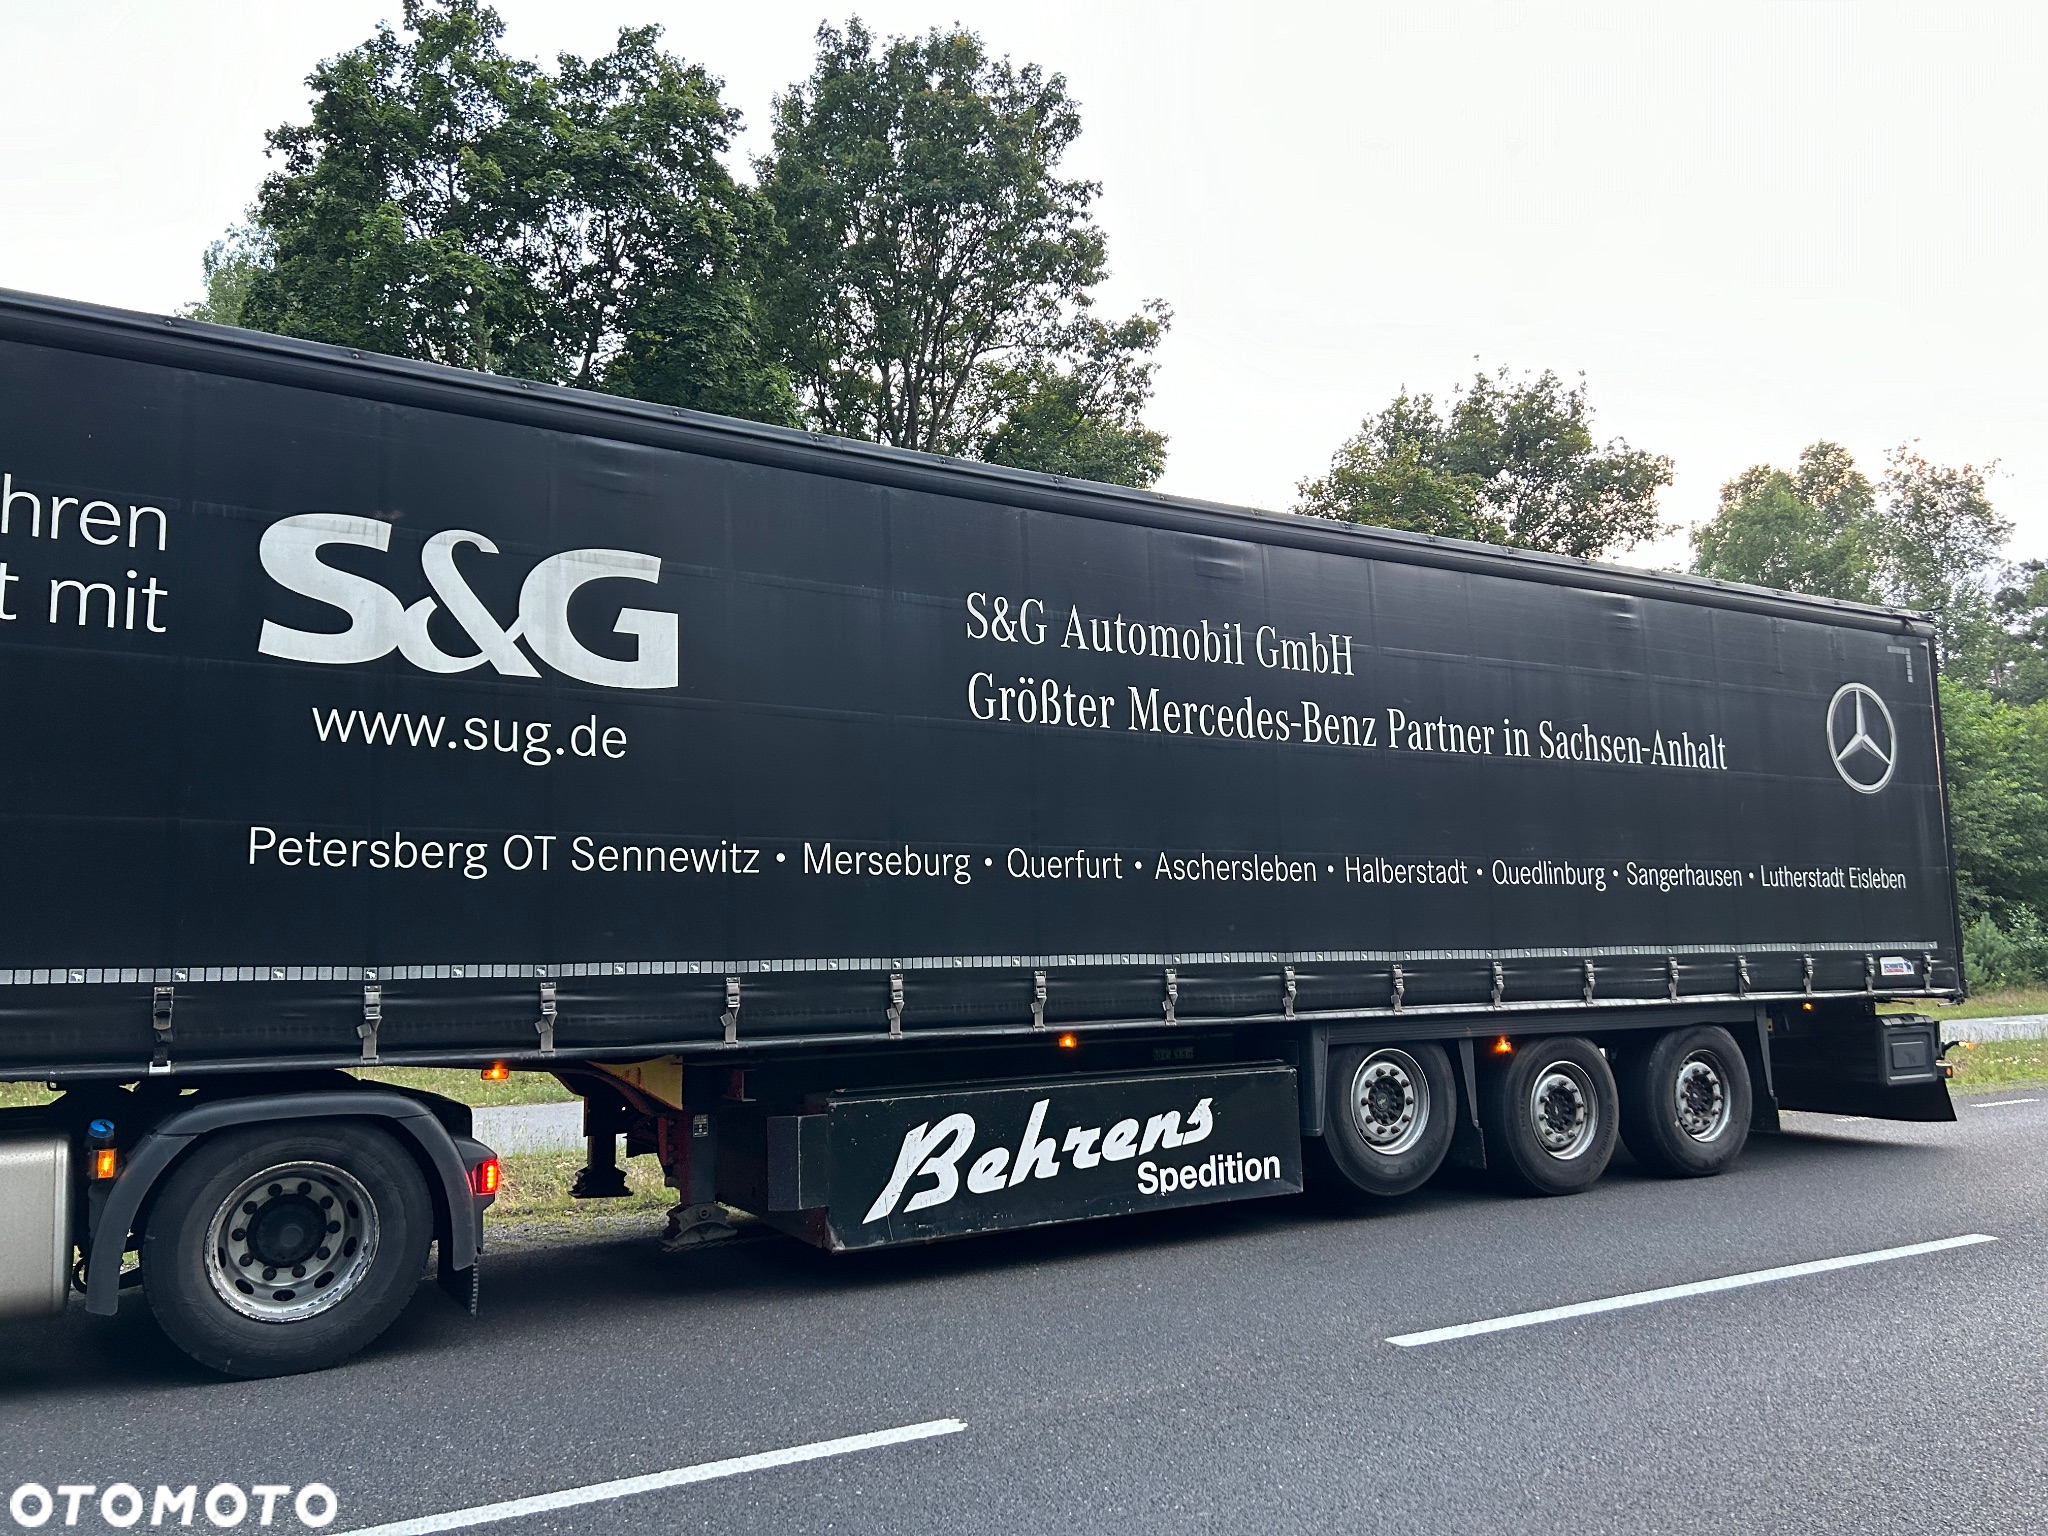 hren
t mit
S&G
www.sug.de
S&G Automobil GmbH
Größter Mercedes-Benz Partner in Sachsen-Anhalt
Petersberg OT Sennewitz • Merseburg • Querfurt • Aschersleben • Halberstadt • Quedlinburg • Sangerhausen • Lutherstadt Eisleben
Behrens
Spedition
OTOMOTO